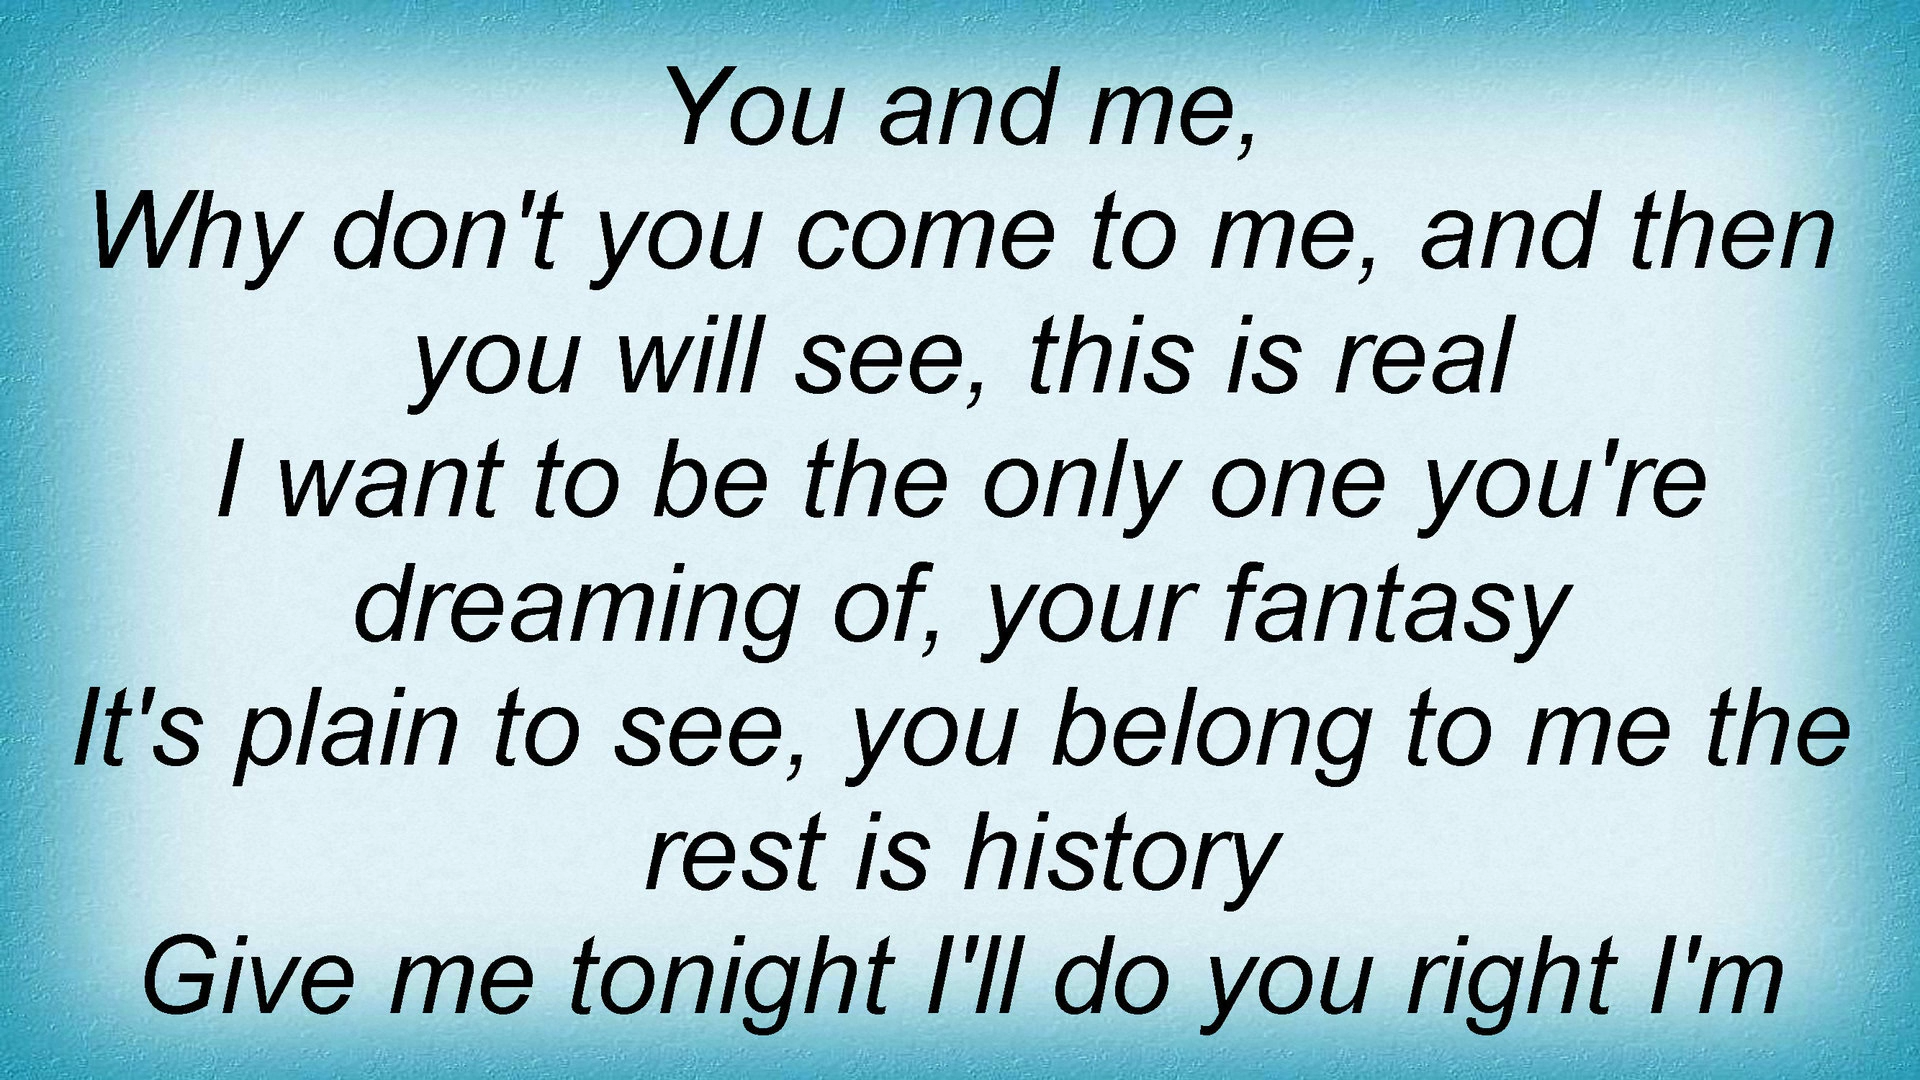 You and me,
Why don't you come to me, and then
you will see, this is real
I want to be the only one you're
dreaming of, your fantasy
It's plain to see, you belong to me the
rest is history
Give me tonight I'll do you right I'm